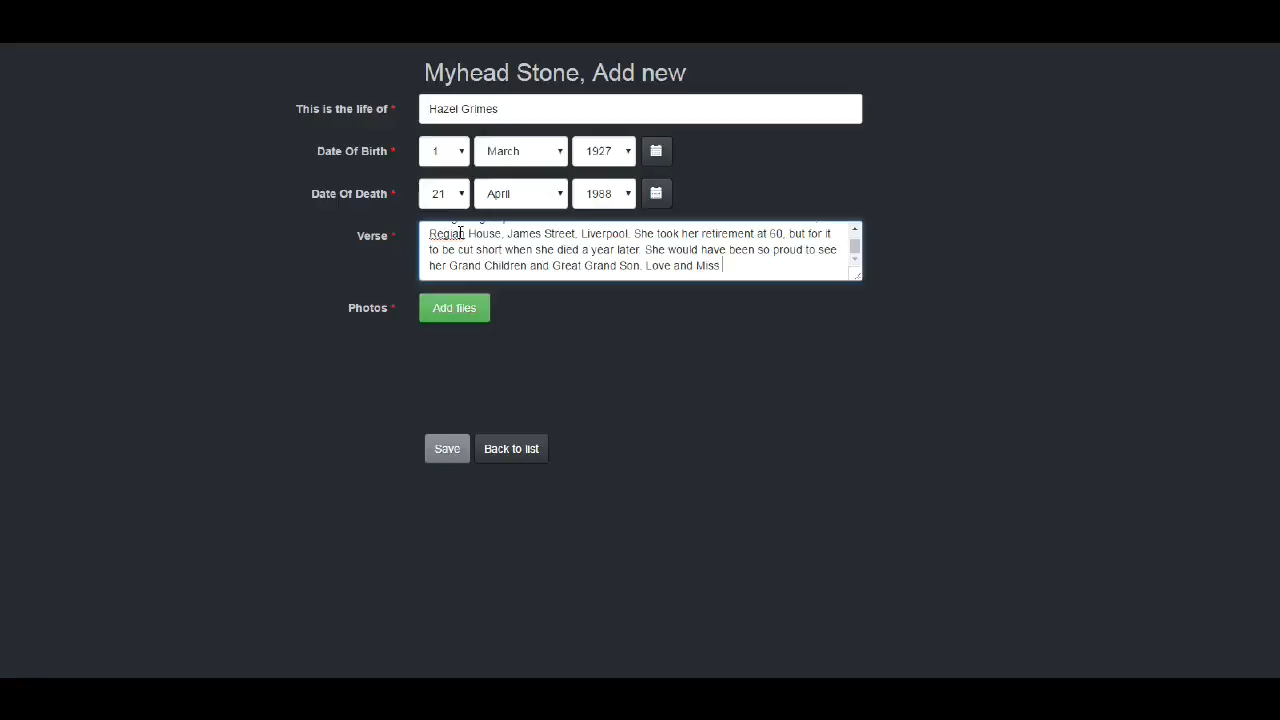 Myhead Stone, Add new
This is the life of *
Hazel Grimes
Date Of Birth *
1 March 1927
Date Of Death *
21 April 1988
Verse *
House, James Street, Liverpool. She took her retirement at 60, but for it
to be cut short when she died a year later. She would have been so proud to see
her Grand Children and Great Grand Son. Love and Miss
Photos *
Add files
Save Back to list